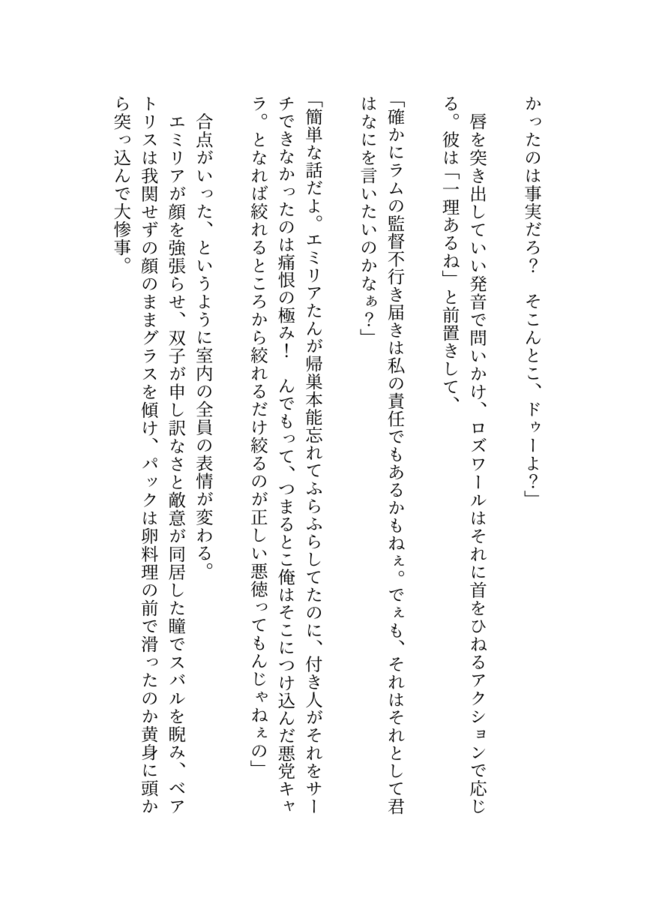 かったのは事実だろ？　そこんとこ、ドゥーよ？」
　唇を突き出していい発音で問いかけ、ロズワールはそれに首をひねるアクションで応じ
る。彼は「一理あるね」と前置きして、
「確かにラムの監督不行き届きは私の責任でもあるかもねぇ。でぇも、それはそれとして君
はなにを言いたいのかなぁ？」
「簡単な話だよ。エミリアたんが帰巣本能忘れてふらふらしてたのに、付き人がそれをサー
チできなかったのは痛恨の極み！　んでもって、つまるとこ俺はそこにつけ込んだ悪党キャ
ラ。となれば絞れるところから絞れるだけ絞るのが正しい悪徳ってもんじゃねぇの」
　合点がいった、というように室内の全員の表情が変わる。
　エミリアが顔を強張らせ、双子が申し訳なさと敵意が同居した瞳でスバルを睨み、ベア
トリスは我関せずの顔のままグラスを傾け、パックは卵料理の前で滑ったのか黄身に頭か
ら突っ込んで大惨事。